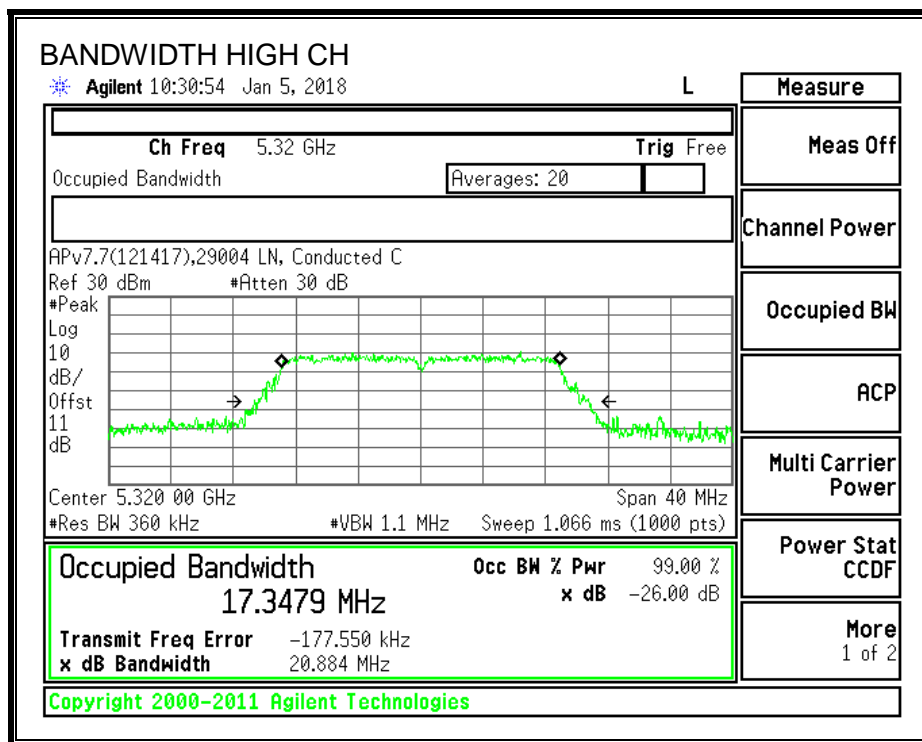 BANDWIDTH HIGH CH
Agilent 10:30:54 Jan 5, 2018 L
Measure
Ch Freq 5.32 GHz Trig Free
Meas Off
Occupied Bandwidth Averages: 20
Channel Power
APv7.7(121417),29004 LN, Conducted C
Ref 30 dBm #Atten 30 dB
#Peak
Log
10
dB/
Offst
11
dB
Occupied BW
ACP
Multi Carrier
Power
Center 5.320 00 GHz Span 40 MHz
#Res BW 360 kHz #VBW 1.1 MHz Sweep 1.066 ms (1000 pts)
Occupied Bandwidth Occ BW % Pwr 99.00 %
17.3479 MHz x dB -26.00 dB
Power Stat
CCDF
Transmit Freq Error -177.550 kHz
x dB Bandwidth 20.884 MHz
More
1 of 2
Copyright 2000-2011 Agilent Technologies